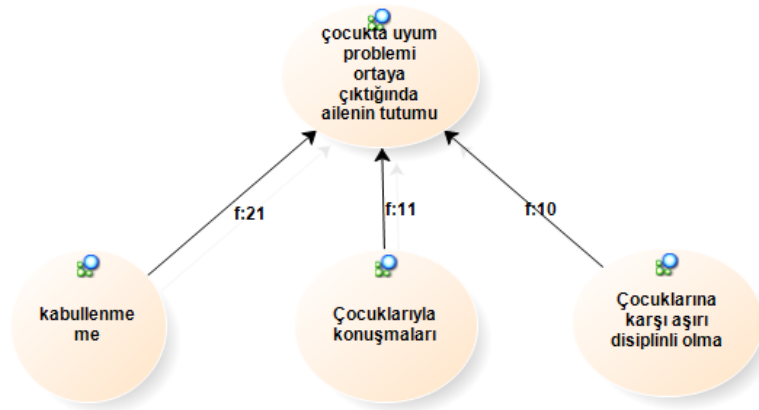 çocukta uyum
problemi
ortaya
çıktığında
ailenin tutumu
f:21
f:11
f:10
kabullenme
me
Çocuklarıyla
konuşmaları
Çocuklarına
karşı aşırı
disiplinli olma